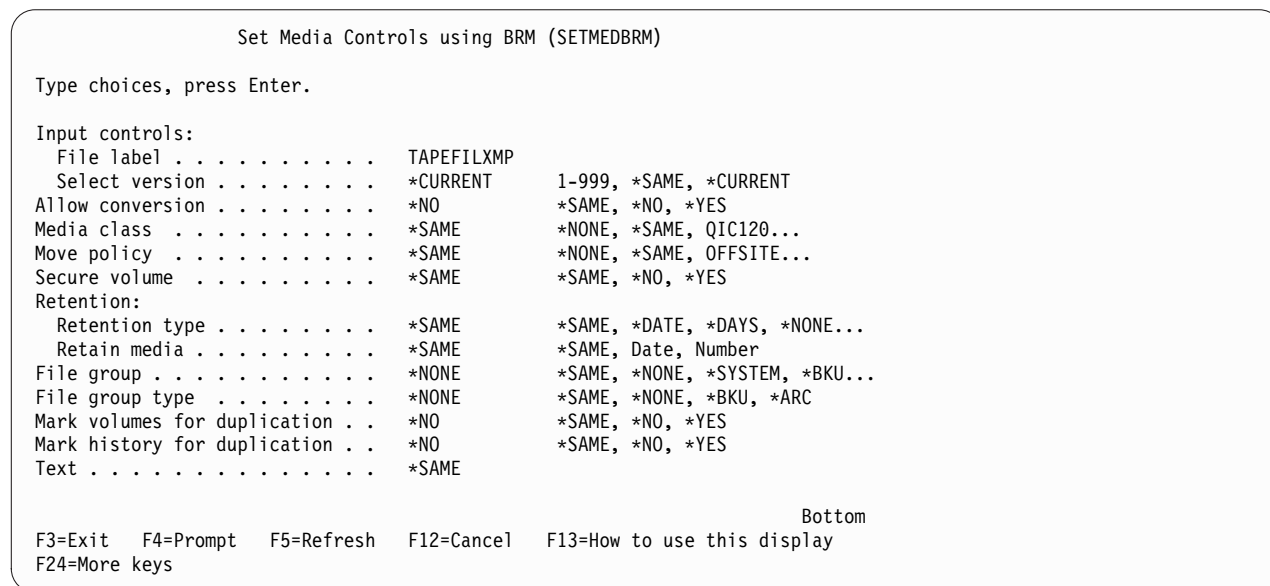 Set Media Controls using BRM (SETMEDBRM)
Type choices, press Enter.
Input controls:
File label . . . . . . . . . . TAPEFILXMP
Select version . . . . . . . . *CURRENT 1-999, *SAME, *CURRENT
Allow conversion . . . . . . . . *NO *SAME, *NO, *YES
Media class . . . . . . . . . . *SAME *NONE, *SAME, QIC120...
Move policy . . . . . . . . . . *SAME *NONE, *SAME, OFFSITE...
Secure volume . . . . . . . . . *SAME *SAME, *NO, *YES
Retention:
Retention type . . . . . . . . *SAME *SAME, *DATE, *DAYS, *NONE...
Retain media . . . . . . . . . *SAME *SAME, Date, Number
File group . . . . . . . . . . . *NONE *SAME, *NONE, *SYSTEM, *BKU...
File group type . . . . . . . . *NONE *SAME, *NONE, *BKU, *ARC
Mark volumes for duplication . . *NO *SAME, *NO, *YES
Mark history for duplication . . *NO *SAME, *NO, *YES
Text . . . . . . . . . . . . . . *SAME
Bottom
F3=Exit F4=Prompt F5=Refresh F12=Cancel F13=How to use this display
F24=More keys